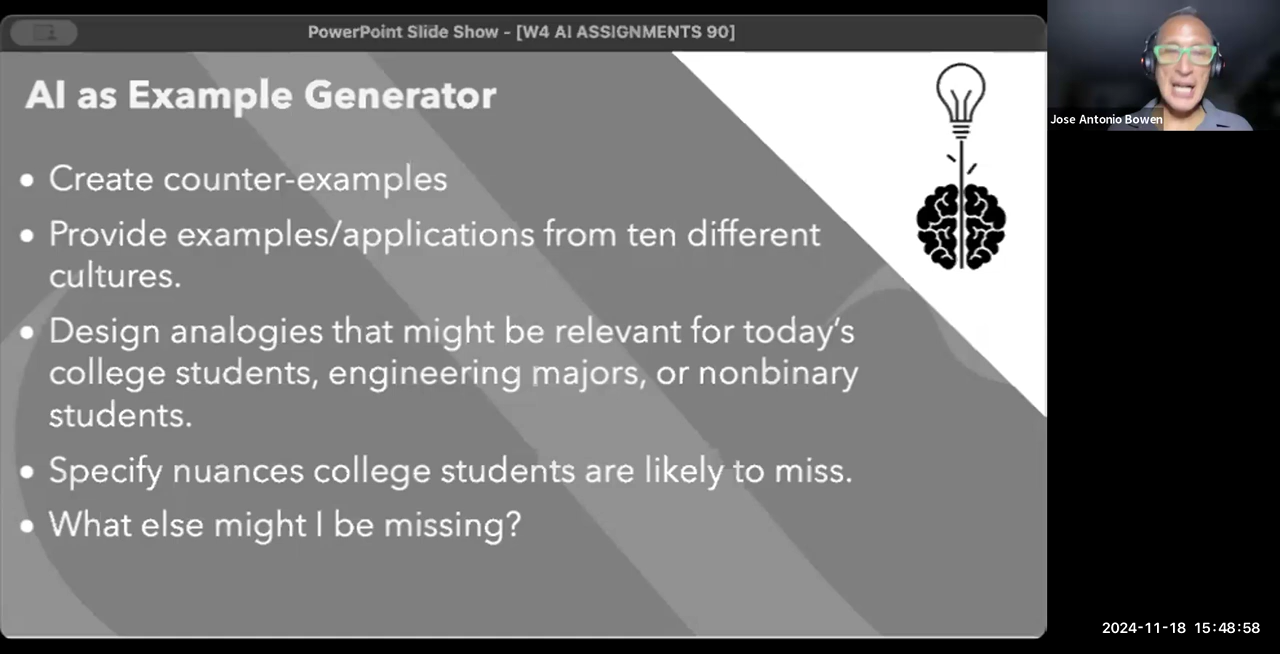 PowerPoint Slide Show - [W4 AI ASSIGNMENTS 90]
AI as Example Generator
• Create counter-examples
• Provide examples/applications from ten different
cultures.
• Design analogies that might be relevant for today’s
college students, engineering majors, or nonbinary
students.
• Specify nuances college students are likely to miss.
• What else might I be missing?
Jose Antonio Bowen
2024-11-18 15:48:58